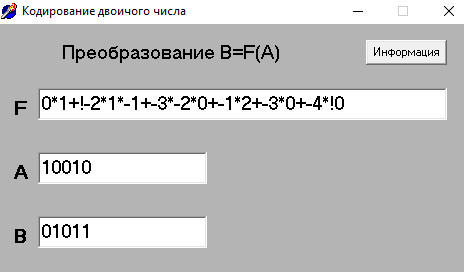 Кодирование двоичного числа
Преобразование B=F(A)
Информация
F 0*1+!-2*1*-1+-3*-2*0+-1*2+-3*0+-4*!0
A 10010
B 01011